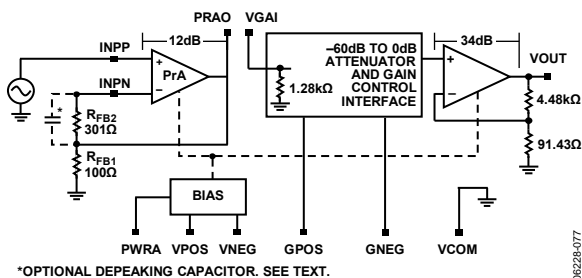 PRAO VGAI
12dB
34dB
INPP
INPN
+
PrA
–
*
RFB2
301Ω
RFB1
100Ω
1.28kΩ
–60dB TO 0dB
ATTENUATOR
AND GAIN
CONTROL
INTERFACE
+
–
VOUT
4.48kΩ
91.43Ω
BIAS
PWRA VPOS VNEG GPOS GNEG VCOM
*OPTIONAL DEPEAKING CAPACITOR. SEE TEXT.
06228-077